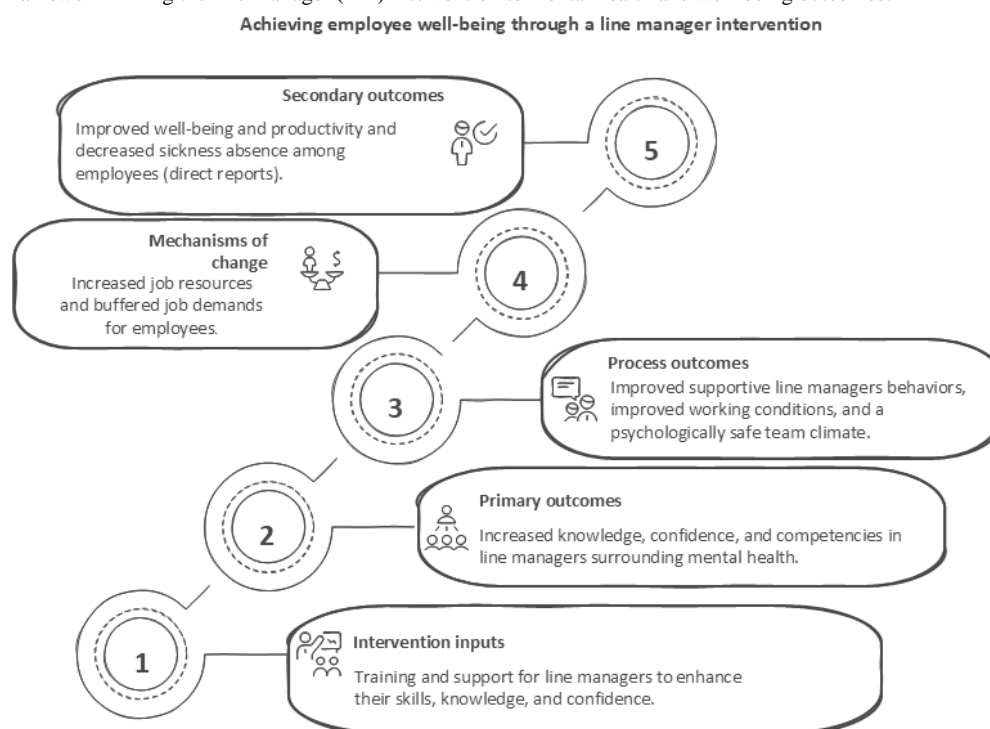 Achieving employee well-being through a line manager intervention
Secondary outcomes
Improved well-being and productivity and
decreased sickness absence among
employees (direct reports).
5
Mechanisms of
change
Increased job resources
and buffered job demands
for employees.
$
4
3
Process outcomes
Improved supportive line managers behaviors,
improved working conditions, and a
psychologically safe team climate.
2
Primary outcomes
Increased knowledge, confidence, and competencies in
line managers surrounding mental health.
1
Intervention inputs
Training and support for line managers to enhance
their skills, knowledge, and confidence.